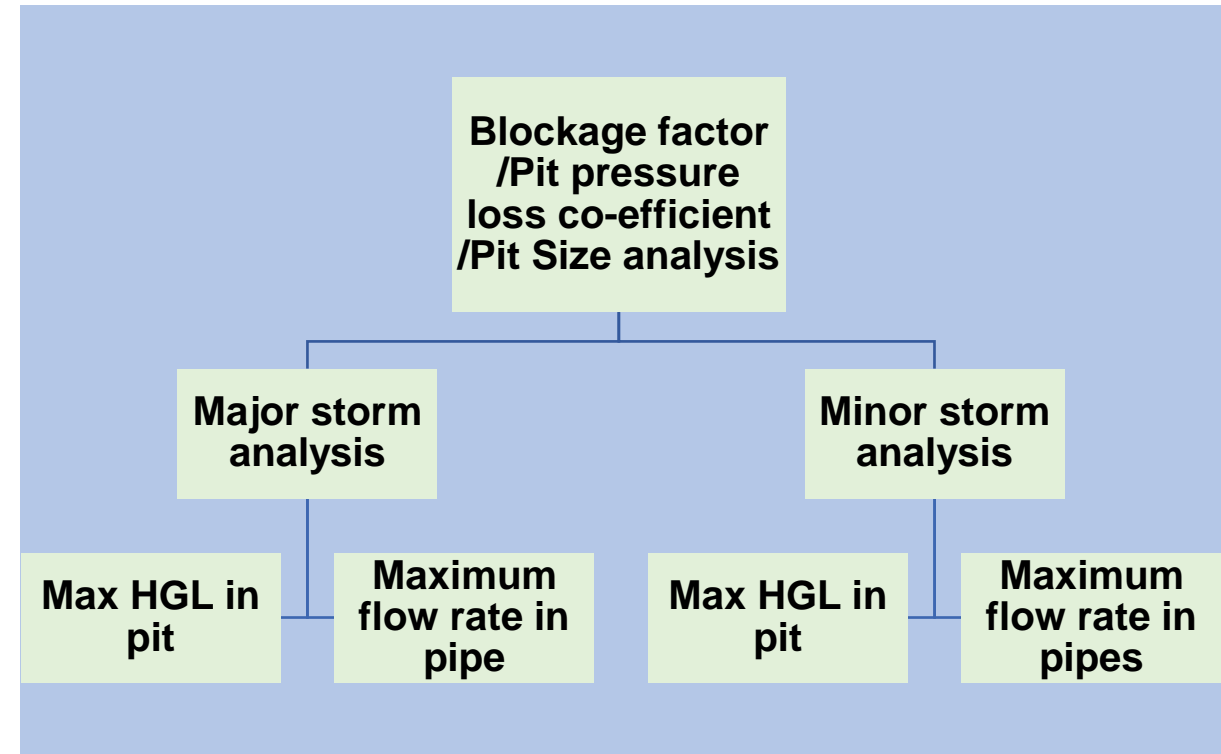 Blockage factor
/Pit pressure
loss co-efficient
/Pit Size analysis
Major storm
analysis
Minor storm
analysis
Max HGL in
pit
Maximum
flow rate in
pipe
Max HGL in
pit
Maximum
flow rate in
pipes